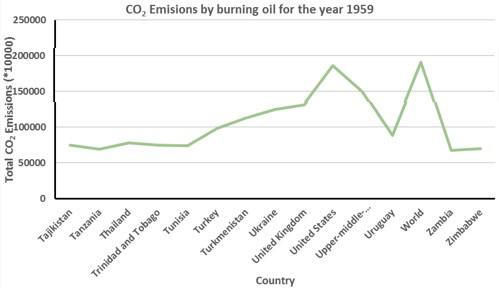 CO₂ Emisions by burning oil for the year 1959
Total CO₂ Emissions (*10000)
250000
200000
150000
100000
50000
0
Tajikistan
Tanzania
Thailand
Trinidad and Tobago
Tunisia
Turkey
Turkmenistan
Ukraine
United Kingdom
United States
Upper-middle-...
Uruguay
World
Zambia
Zimbabwe
Country